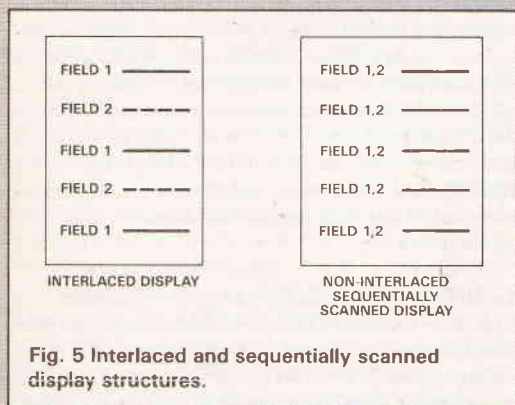 FIELD 1
FIELD 2
FIELD 1
FIELD 2
FIELD 1
INTERLACED DISPLAY
FIELD 1,2
FIELD 1,2
FIELD 1,2
FIELD 1,2
FIELD 1,2
NON-INTERLACED
SEQUENTIALLY
SCANNED DISPLAY
Fig. 5 Interlaced and sequentially scanned
display structures.